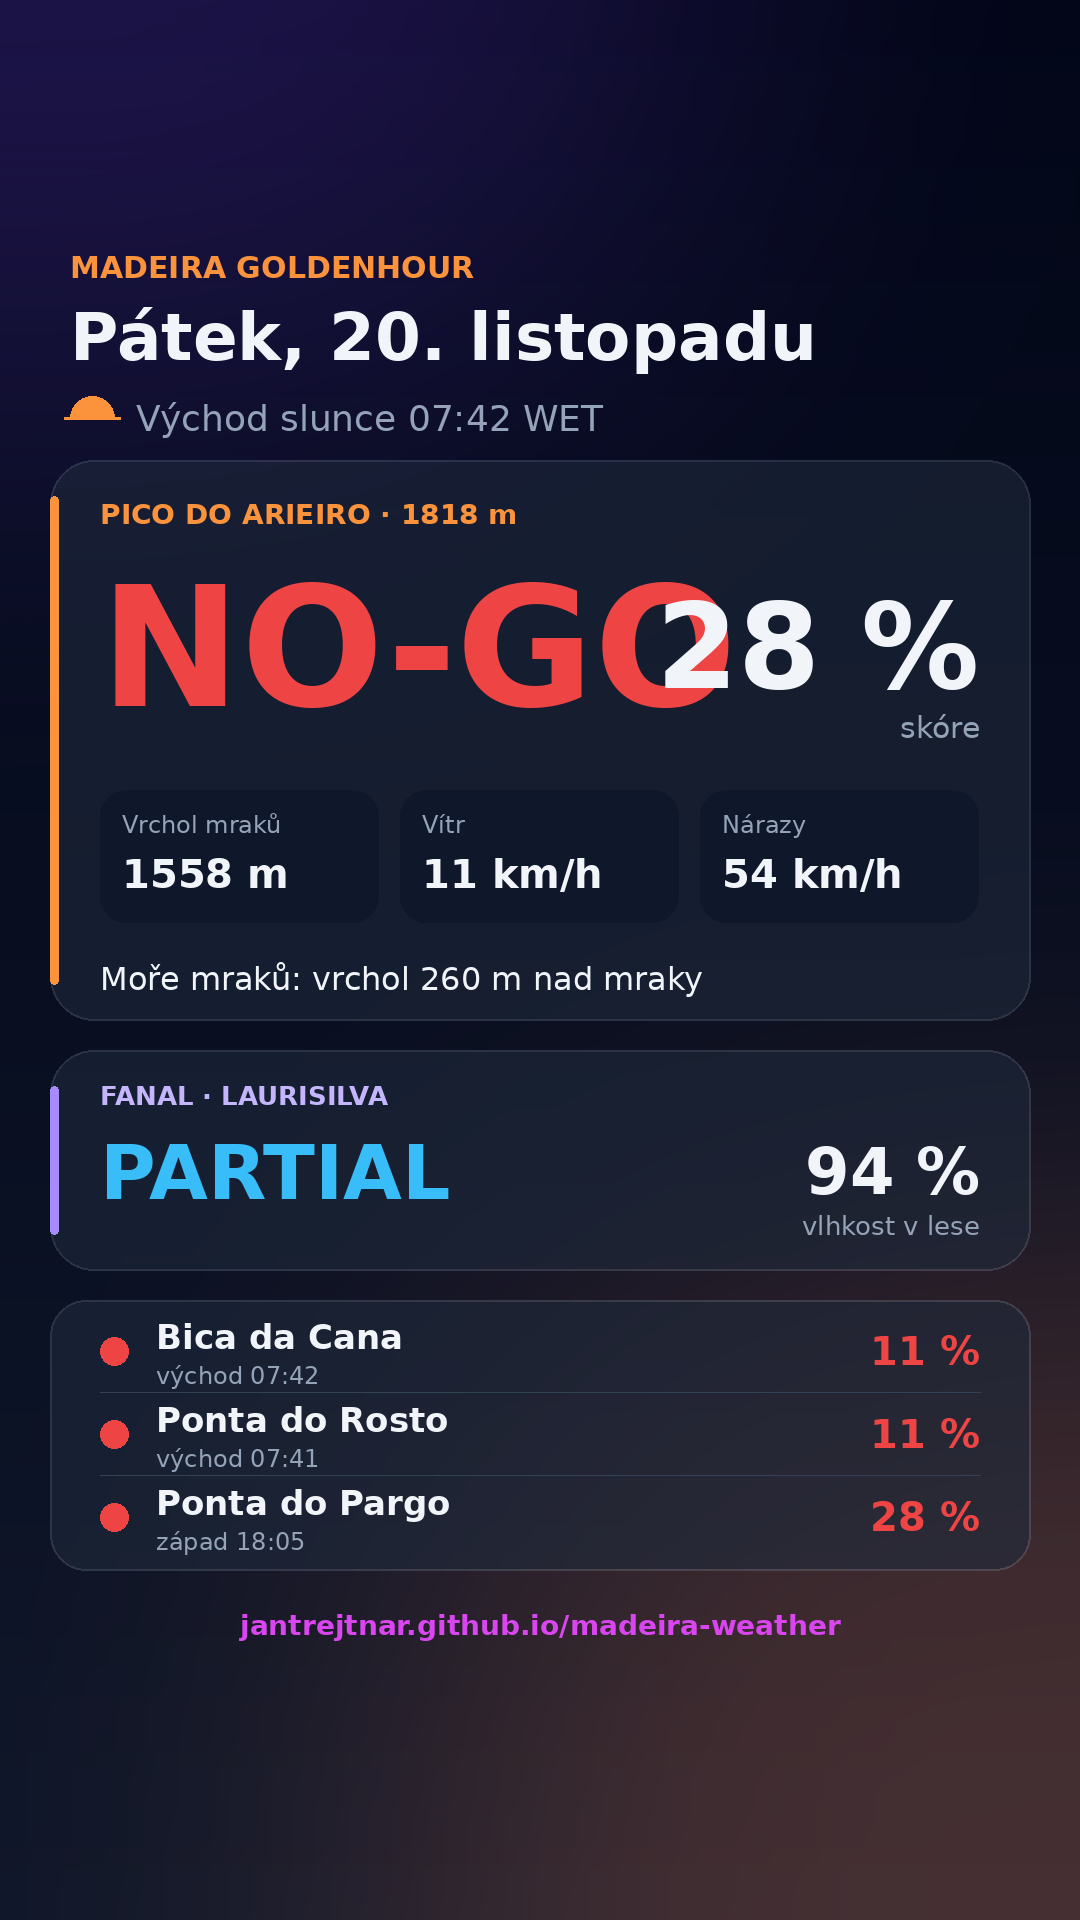 MADEIRA GOLDENHOUR
Pátek, 20. listopadu
Východ slunce 07:42 WET
PICO DO ARIEIRO · 1818 m
NO-GO 28 %
skóre
Vrchol mraků Vítr Nárazy
1558 m 11 km/h 54 km/h
Moře mraků: vrchol 260 m nad mraky
FANAL · LAURISILVA
PARTIAL 94 %
vlhkost v lese
Bica da Cana 11 %
východ 07:42
Ponta do Rosto 11 %
východ 07:41
Ponta do Pargo 28 %
západ 18:05
jantrejtnar.github.io/madeira-weather